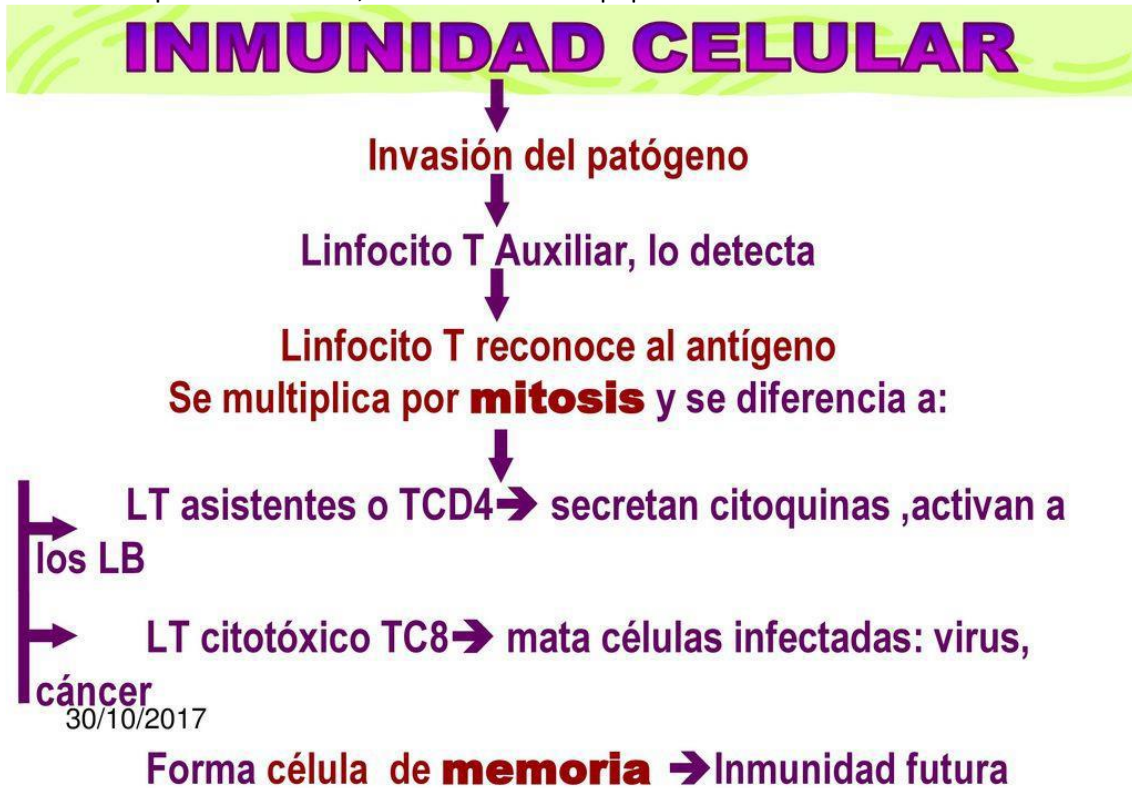 INMUNIDAD CELULAR
Invasión del patógeno
Linfocito T Auxiliar, lo detecta
Linfocito T reconoce al antígeno
Se multiplica por mitosis y se diferencia a:
LT asistentes o TCD4➔ secretan citoquinas ,activan a
los LB
LT citotóxico TC8➔ mata células infectadas: virus,
cáncer
30/10/2017
Forma célula de memoria ➔Inmunidad futura